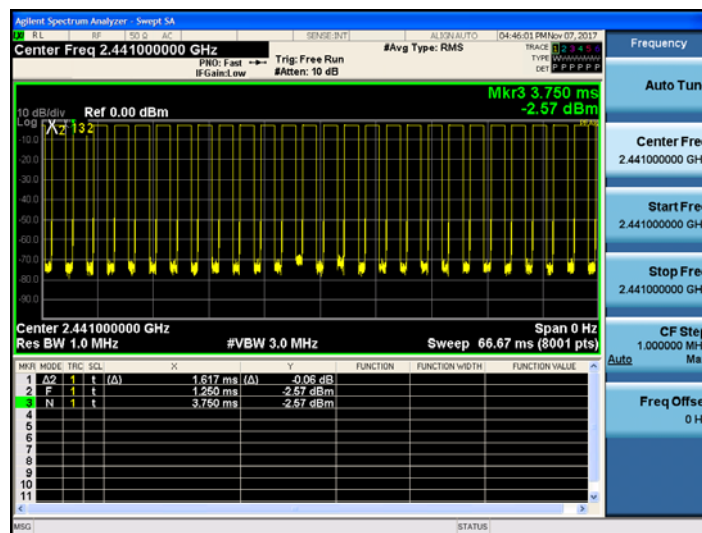 Agilent Spectrum Analyzer - Swept SA
RL RF 50 Ω AC SENSE:INT ALIGN AUTO 04:46:01 PM Nov 07, 2017
Center Freq 2.441000000 GHz
#Avg Type: RMS
TRACE 1 2 3 4 5 6
PNO: Fast
Trig: Free Run
TYPE
IFGain:Low
#Atten: 10 dB
DET P P P P P P
Mkr3 3.750 ms
-2.57 dBm
10 dB/div Ref 0.00 dBm
Log
X2 1 3 2
-10.0
-20.0
-30.0
-40.0
-50.0
-60.0
-70.0
-80.0
-90.0
Center 2.441000000 GHz Span 0 Hz
Res BW 1.0 MHz #VBW 3.0 MHz Sweep 66.67 ms (8001 pts)
MKR MODE TRC SCL X Y FUNCTION FUNCTION WIDTH FUNCTION VALUE
1 Δ2 1 t (Δ) 1.617 ms (Δ) -0.06 dB
2 F 1 t 1.250 ms -2.57 dBm
3 N 1 t 3.750 ms -2.57 dBm
4
5
6
7
8
9
10
11
MSG STATUS
Frequency
Auto Tun
Center Fre
2.441000000 GH
Start Fre
2.441000000 GH
Stop Fre
2.441000000 GH
CF Step
1.000000 MH
Auto Ma
Freq Offse
0 H